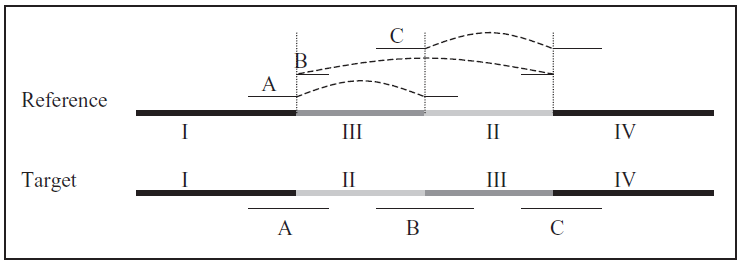 C
B
A
Reference
I III II IV
Target I II III IV
A B C